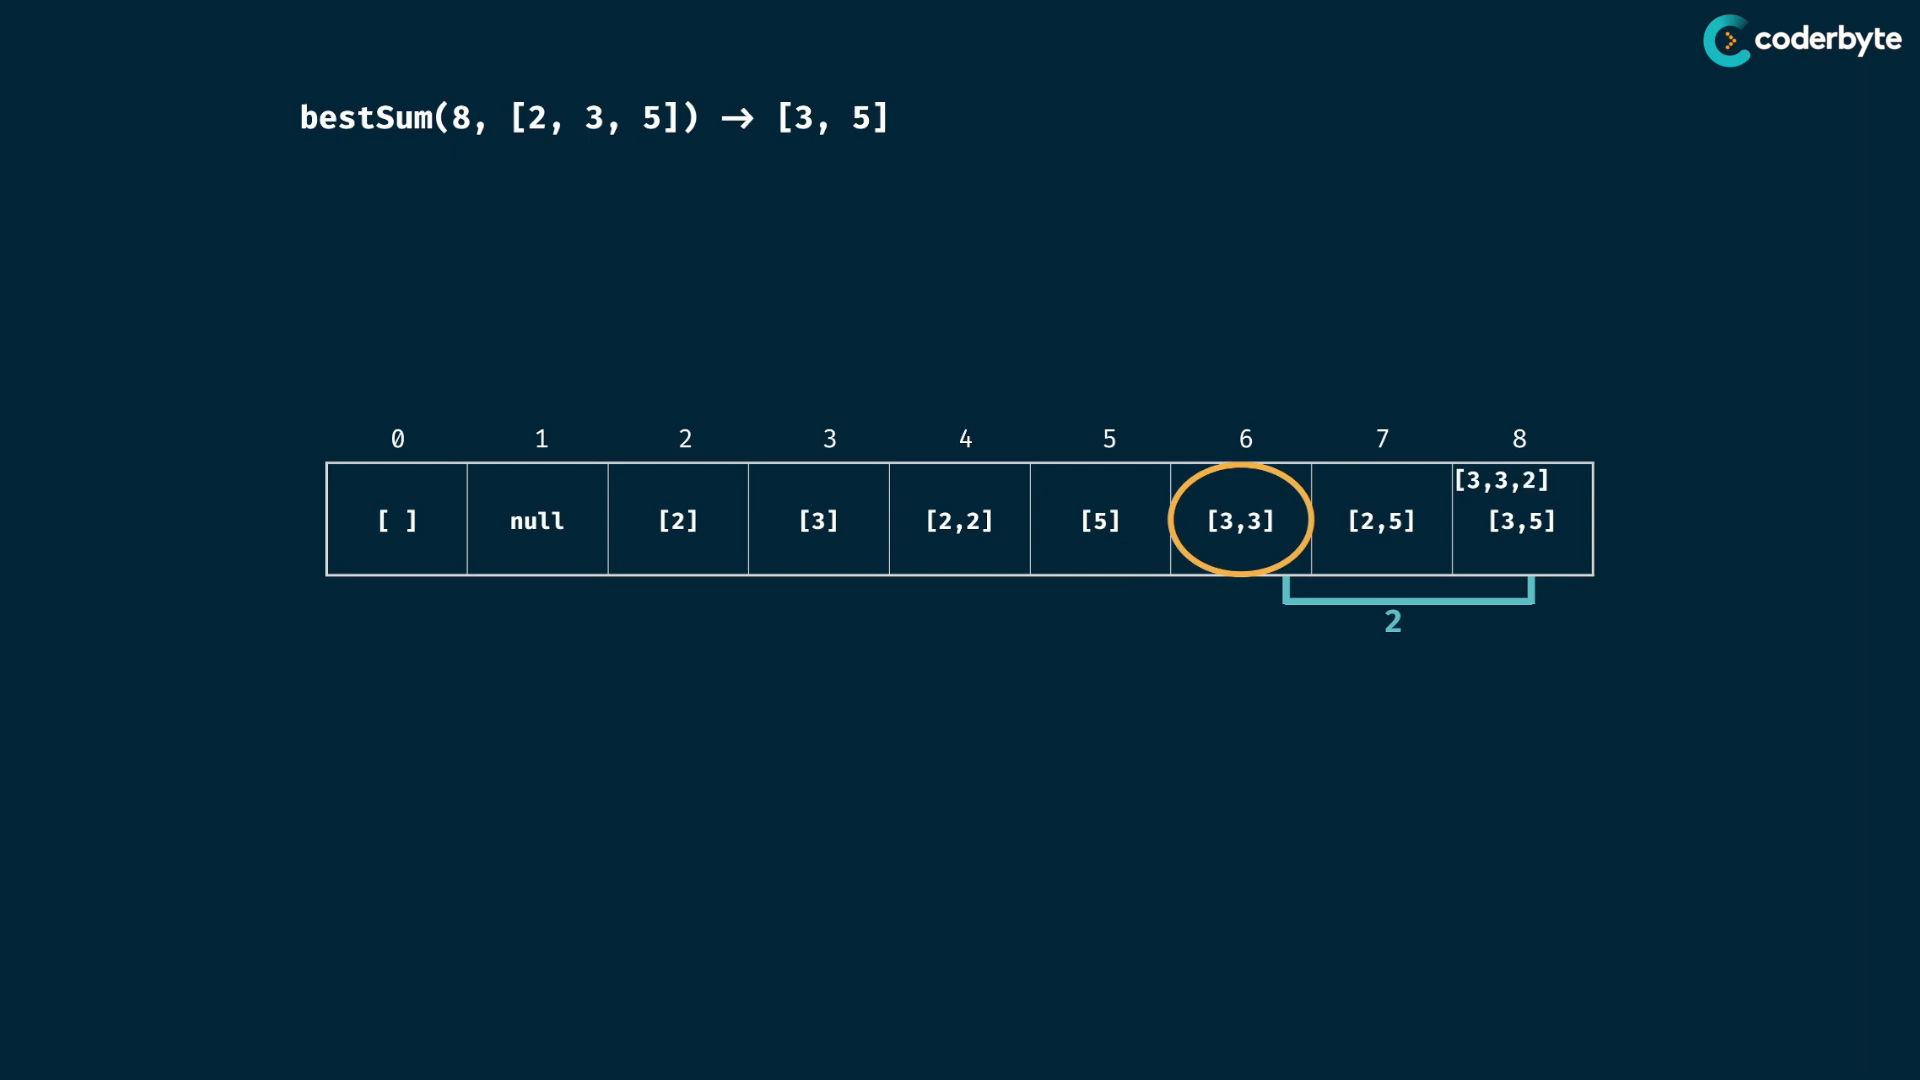 coderbyte
bestSum(8, [2, 3, 5]) → [3, 5]
0 1 2 3 4 5 6 7 8
[3,3,2]
[ ] null [2] [3] [2,2] [5] [3,3] [2,5] [3,5]
2